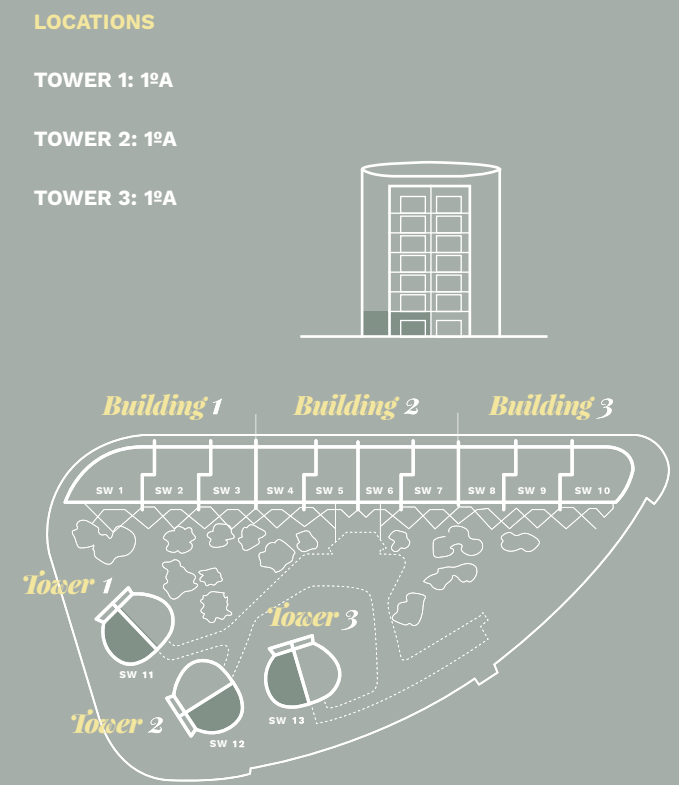 LOCATIONS
TOWER 1: 1ºA
TOWER 2: 1ºA
TOWER 3: 1ºA
Building 1 Building 2 Building 3
SW 1 SW 2 SW 3 SW 4 SW 5 SW 6 SW 7 SW 8 SW 9 SW 10
Tower 1
Tower 3
SW 11
Tower 2
SW 13
SW 12